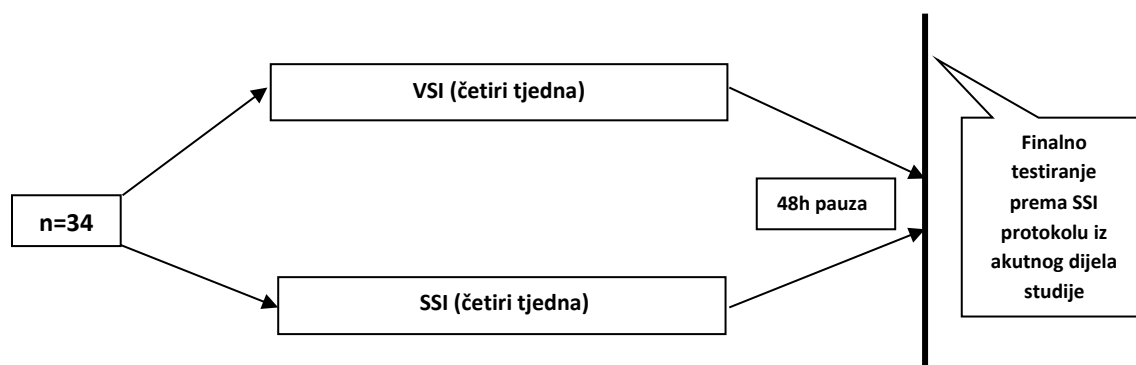 VSI (četiri tjedna)
n=34
48h pauza
SSI (četiri tjedna)
Finalno
testiranje
prema SSI
protokolu iz
akutnog dijela
studije